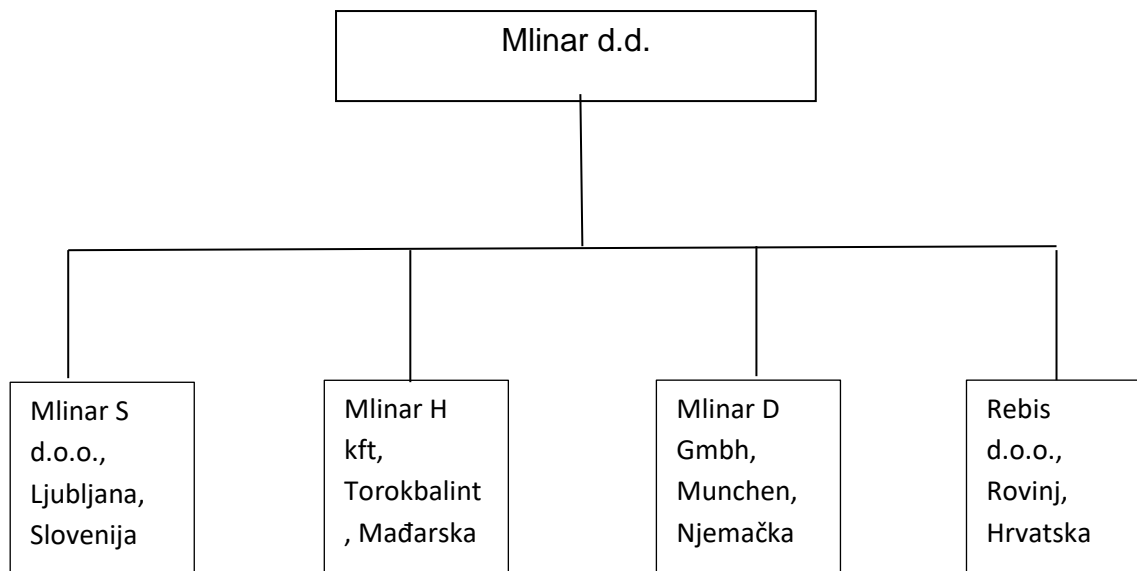 Mlinar d.d.
Mlinar S
d.o.o.,
Ljubljana,
Slovenija
Mlinar H
kft,
Torokbalint
, Mađarska
Mlinar D
Gmbh,
Munchen,
Njemačka
Rebis
d.o.o.,
Rovinj,
Hrvatska